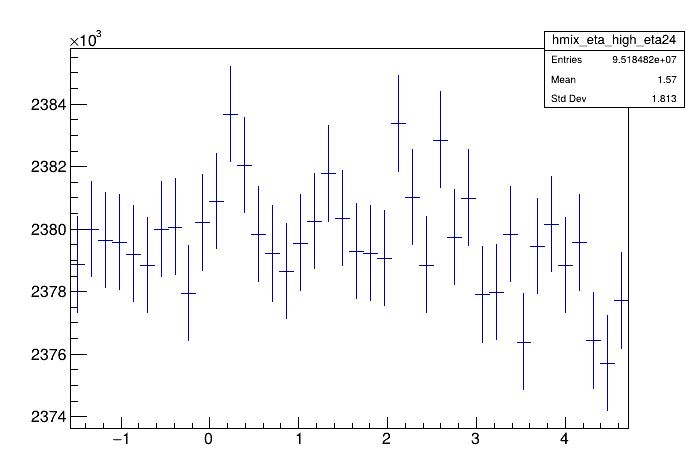 ×10³
hmix_eta_high_eta24
Entries 9.518482e+07
Mean 1.57
Std Dev 1.813
2384
2382
2380
2378
2376
2374
−1 0 1 2 3 4